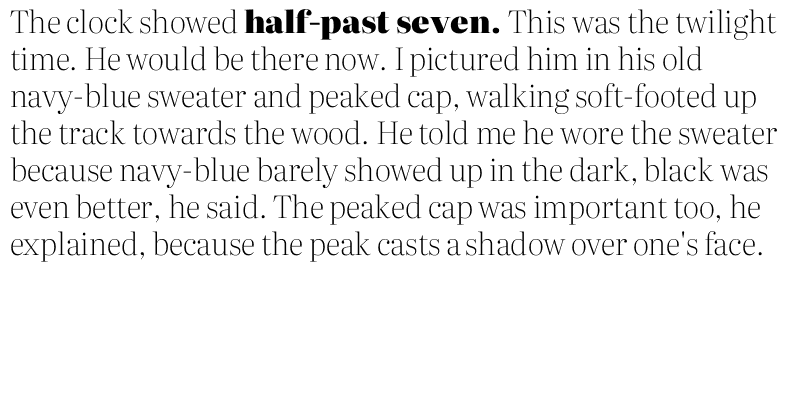 The clock showed half-past seven. This was the twilight
time. He would be there now. I pictured him in his old
navy-blue sweater and peaked cap, walking soft-footed up
the track towards the wood. He told me he wore the sweater
because navy-blue barely showed up in the dark, black was
even better, he said. The peaked cap was important too, he
explained, because the peak casts a shadow over one's face.